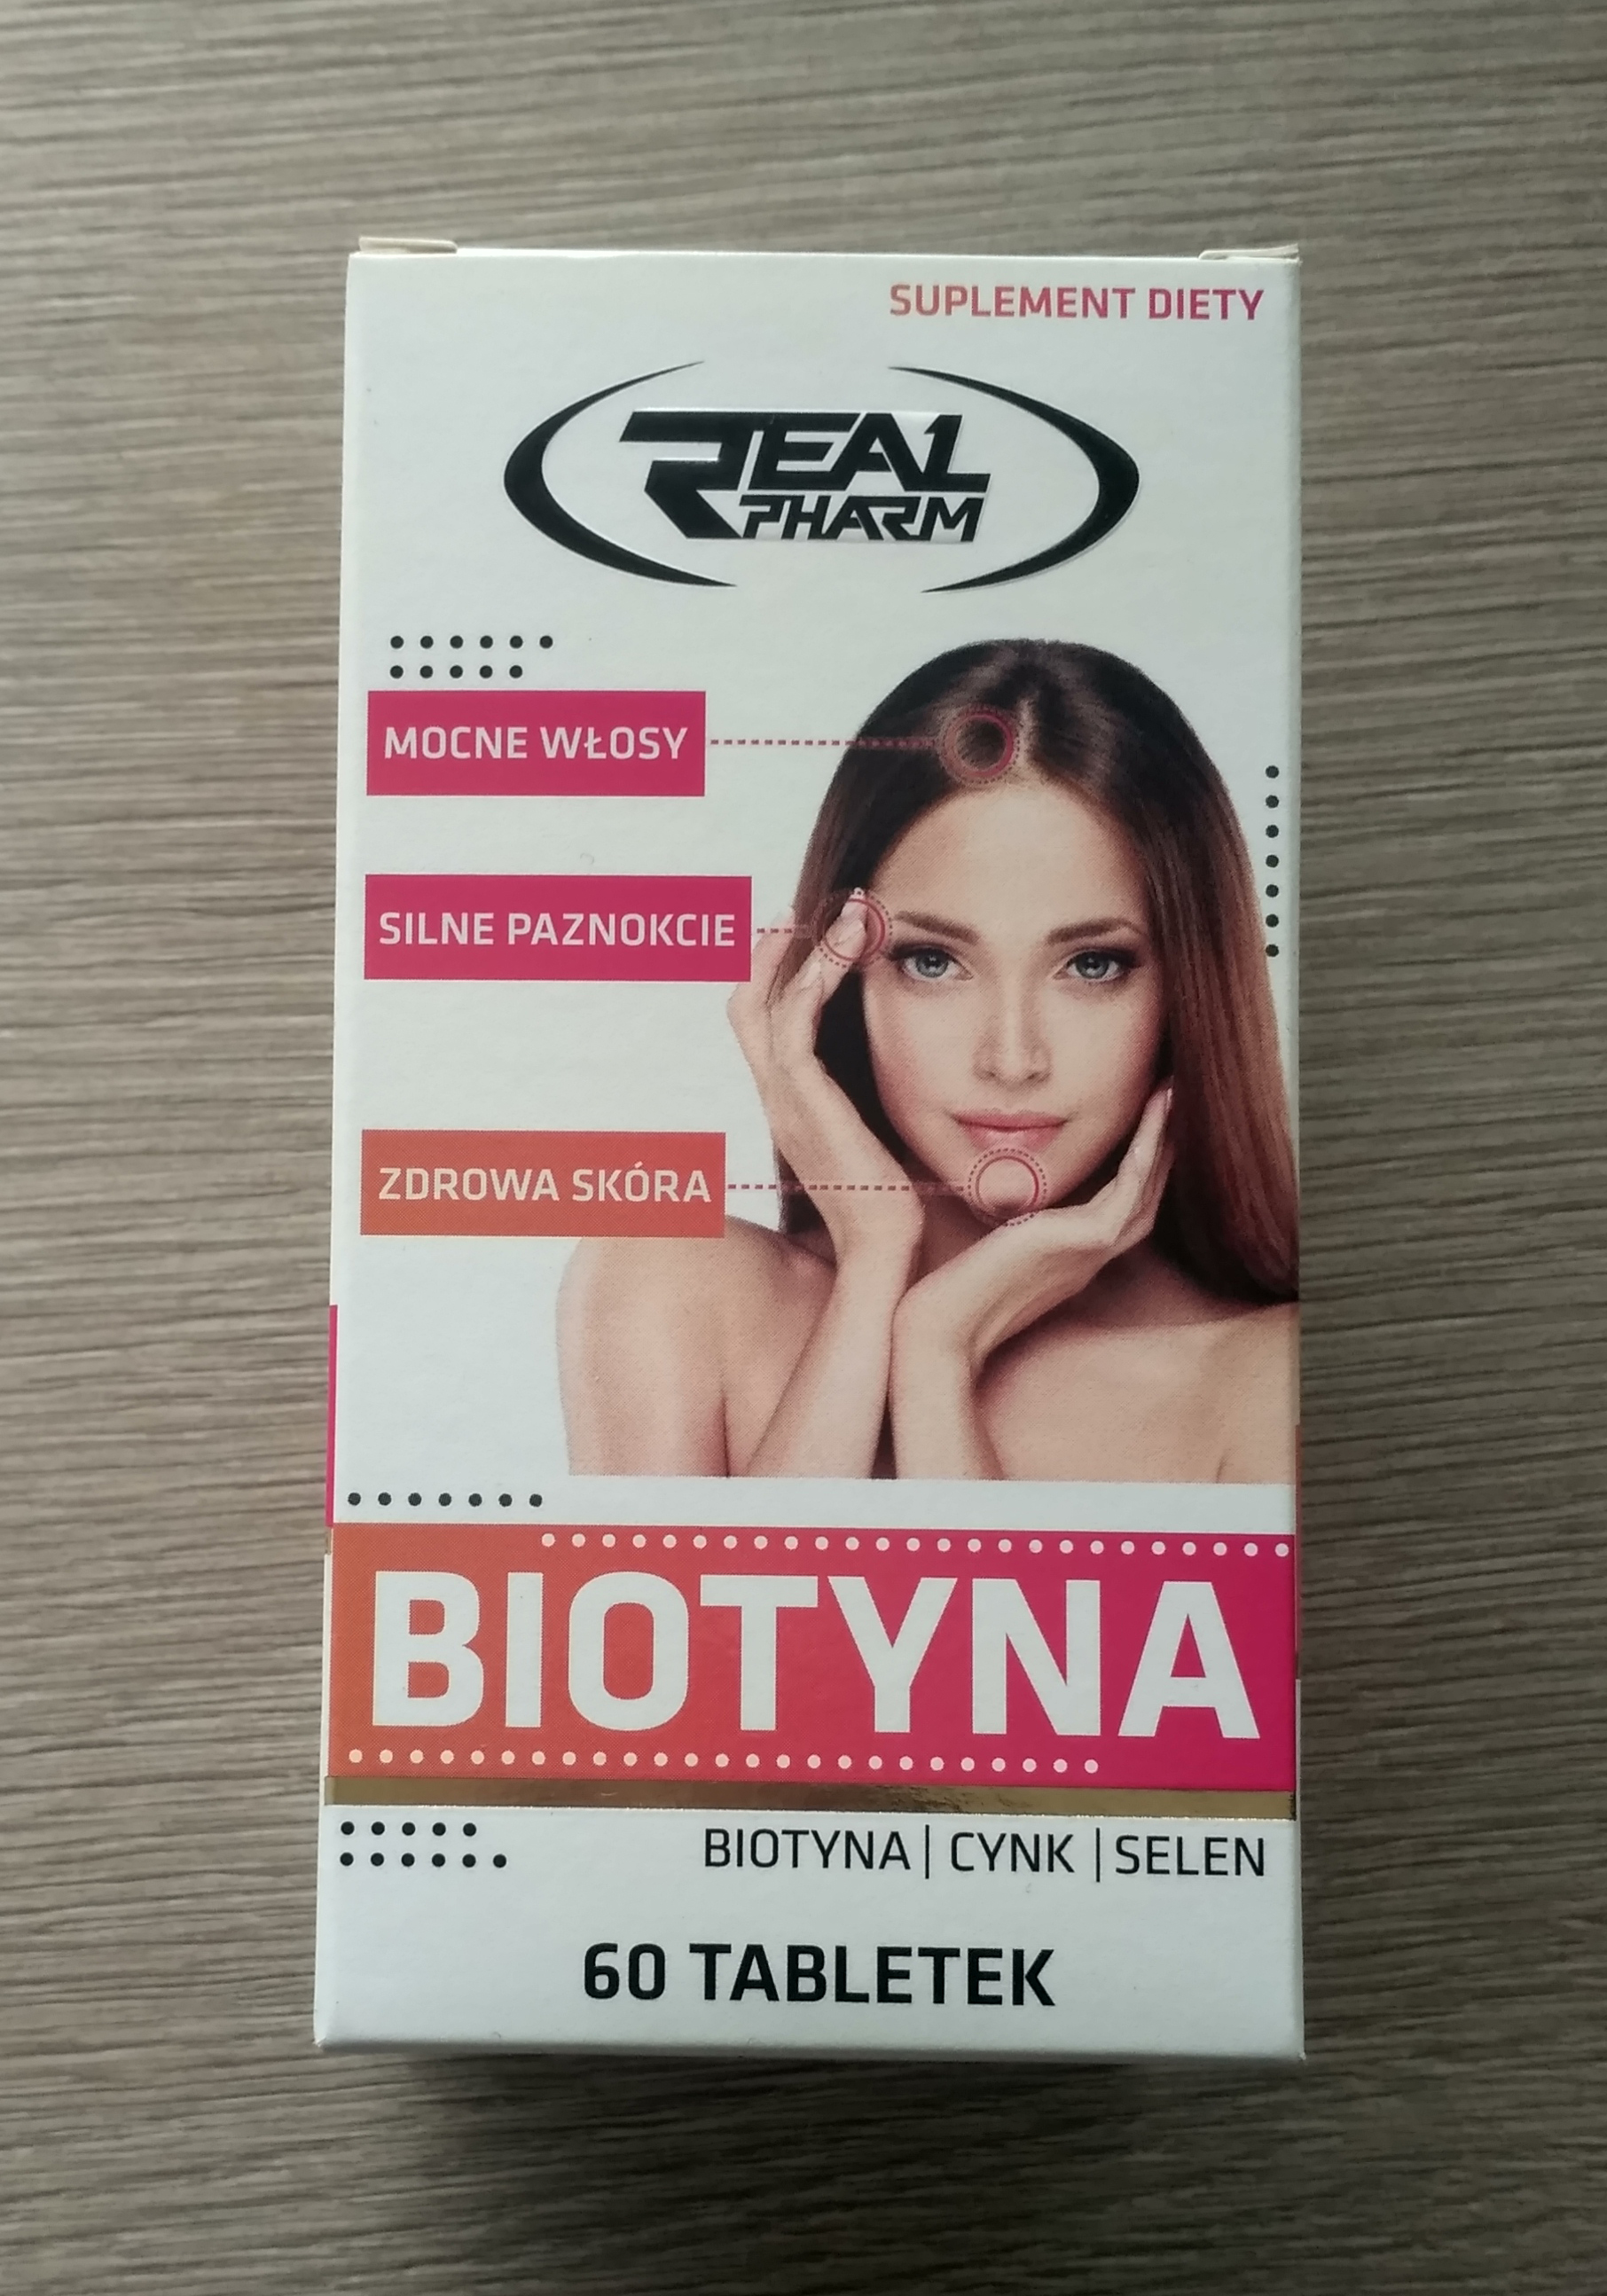 SUPLEMENT DIETY
REAL
PHARM
MOCNE WŁOSY
SILNE PAZNOKCIE
ZDROWA SKÓRA
BIOTYNA
BIOTYNA | CYNK | SELEN
60 TABLETEK